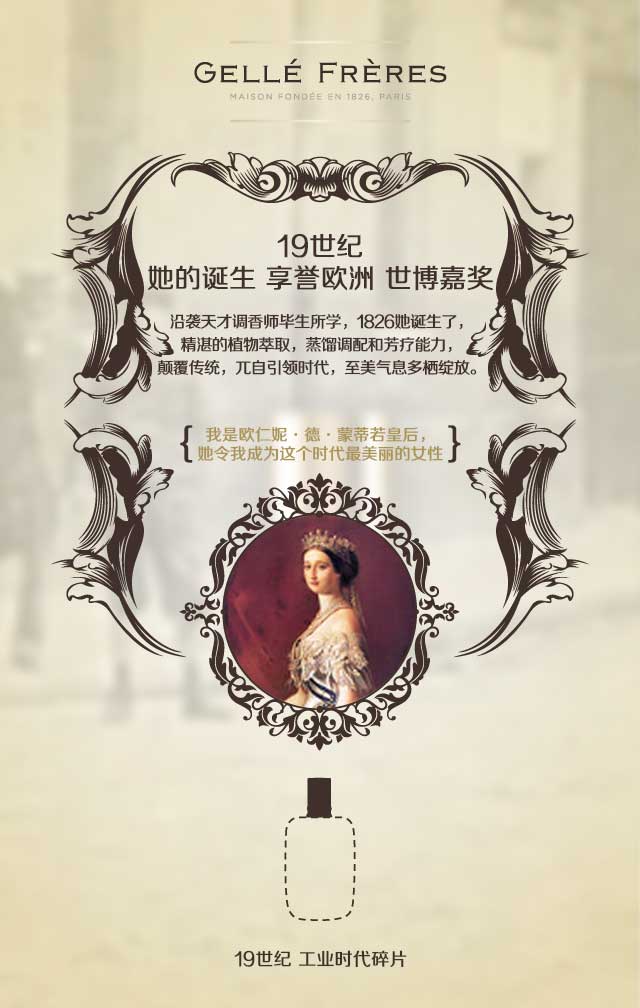 GELLÉ FRÈRES
MAISON FONDÉE EN 1826, PARIS
19世纪
她的诞生 享誉欧洲 世博嘉奖
沿袭天才调香师毕生所学，1826她诞生了，
精湛的植物萃取，蒸馏调配和芳疗能力，
颠覆传统，兀自引领时代，至美气息多栖绽放。
{ 我是欧仁妮·德·蒙蒂若皇后，
她令我成为这个时代最美丽的女性 }
19世纪 工业时代碎片